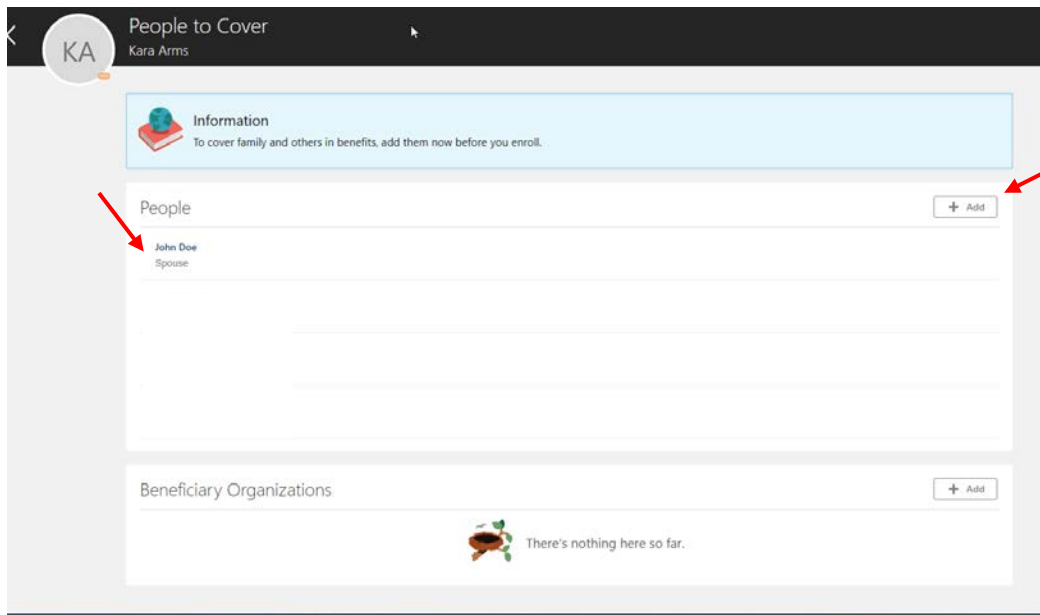 People to Cover
KA
Kara Arms
Information
To cover family and others in benefits, add them now before you enroll.
People
+ Add
John Doe
Spouse
Beneficiary Organizations
+ Add
There's nothing here so far.